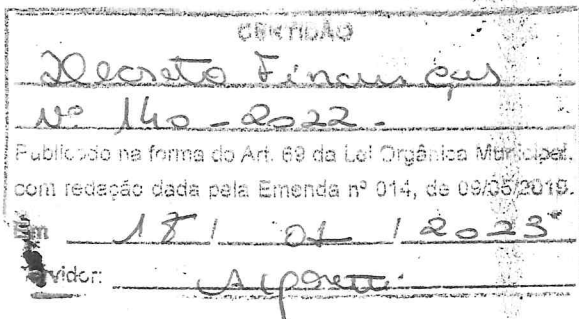 CERTIDÃO
Decreto Finanças
Nº 140 - 2022 -
Publicado na forma do Art. 69 da Lei Orgânica Municipal,
com redação dada pela Emenda nº 014, de 09/05/2019.
Em 18 / 01 / 2023
Servidor: